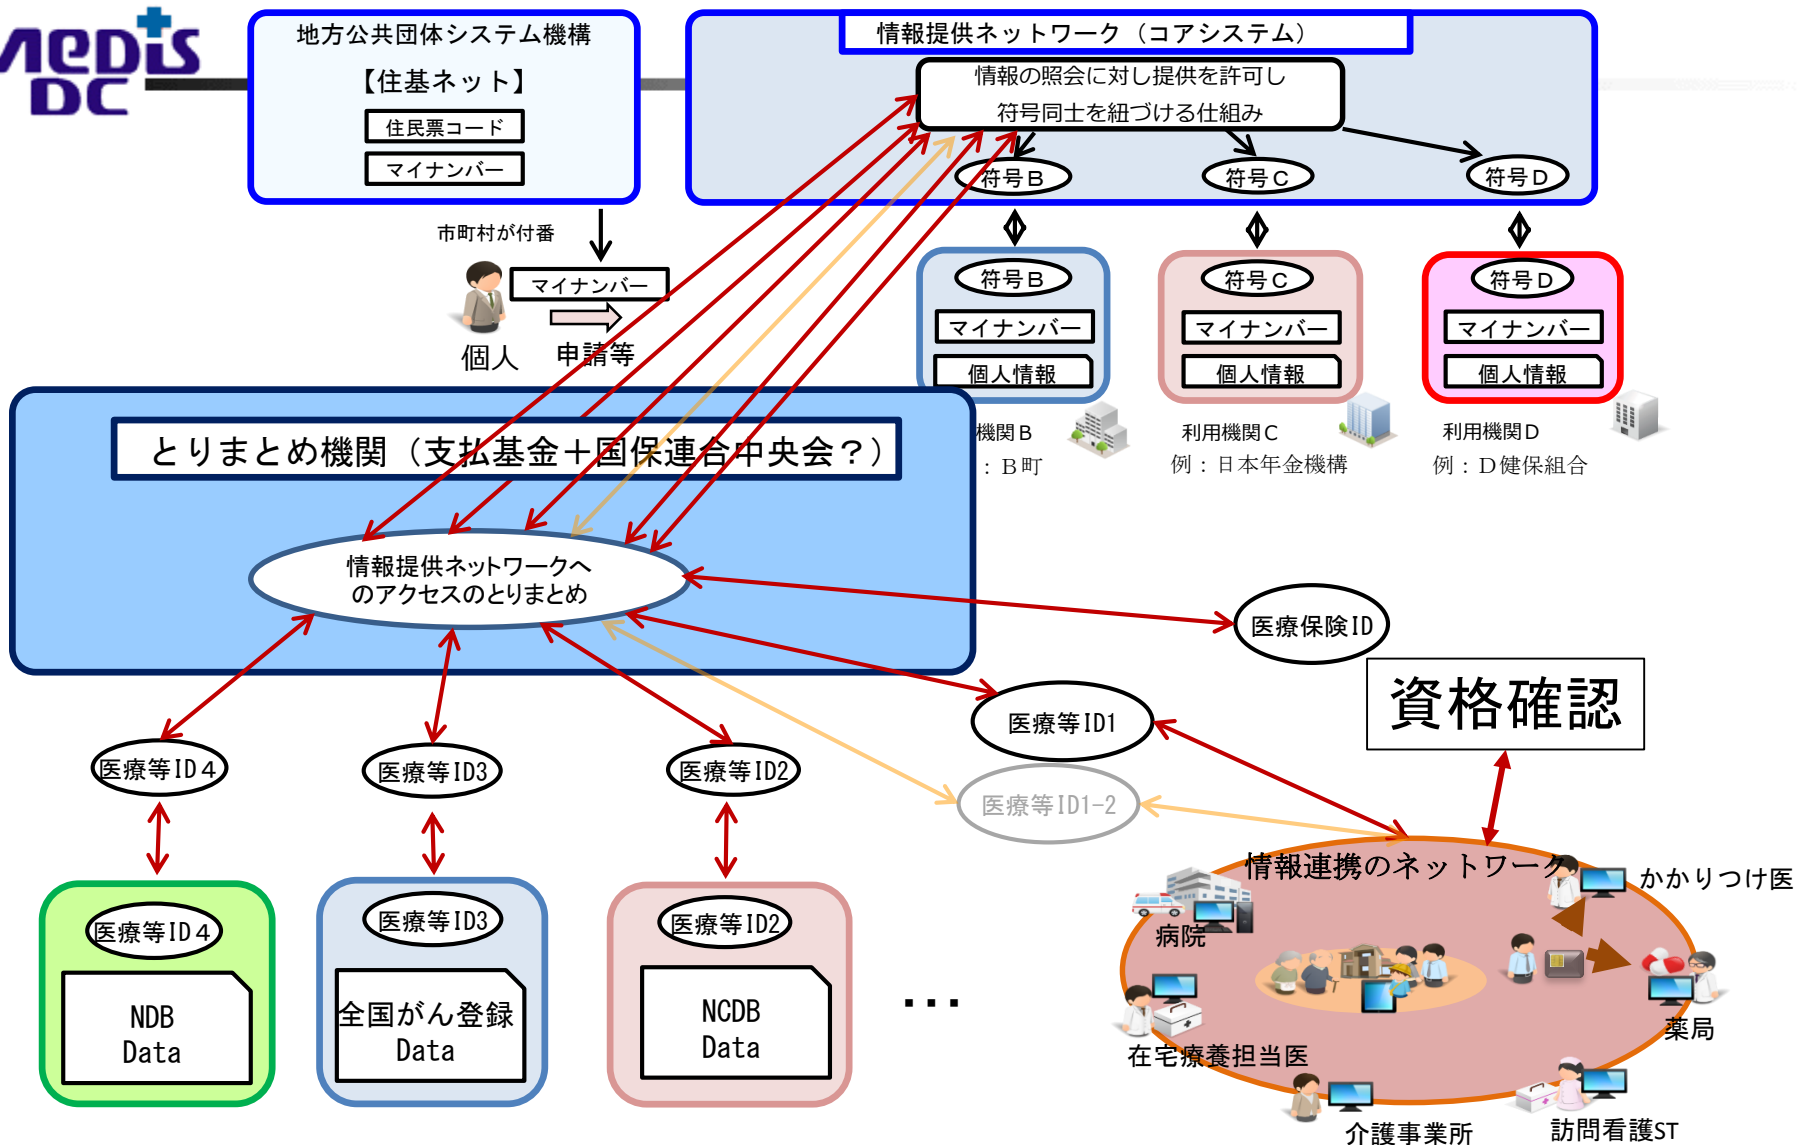 MEDIS
DC
地方公共団体システム機構
【住基ネット】
住民票コード
マイナンバー
情報提供ネットワーク（コアシステム）
情報の照会に対し提供を許可し
符号同士を紐づける仕組み
符号B
符号C
符号D
市町村が付番
マイナンバー
個人
申請等
符号B
マイナンバー
個人情報
機関B
：B町
符号C
マイナンバー
個人情報
利用機関C
例：日本年金機構
符号D
マイナンバー
個人情報
利用機関D
例：D健保組合
とりまとめ機関（支払基金＋国保連合中央会？）
情報提供ネットワークへ
のアクセスのとりまとめ
医療保険ID
資格確認
医療等ID1
医療等ID1-2
医療等ID4
医療等ID3
医療等ID2
医療等ID4
NDB
Data
医療等ID3
全国がん登録
Data
医療等ID2
NCDB
Data
...
情報連携のネットワーク
かかりつけ医
病院
薬局
在宅療養担当医
訪問看護ST
介護事業所